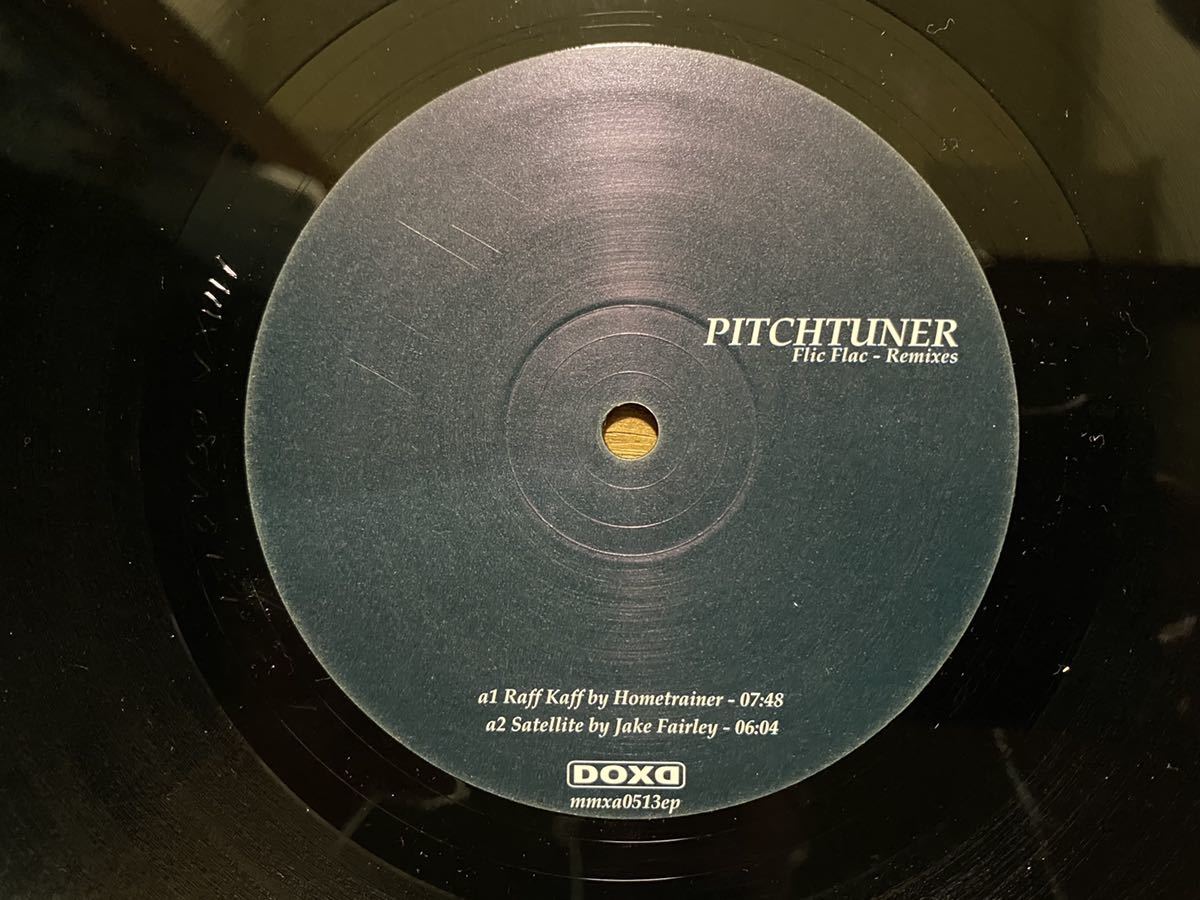 PITCHTUNER
Flic Flac - Remixes
a1 Raff Kaff by Hometrainer - 07:48
a2 Satellite by Jake Fairley - 06:04
DOXA
mmxa0513ep